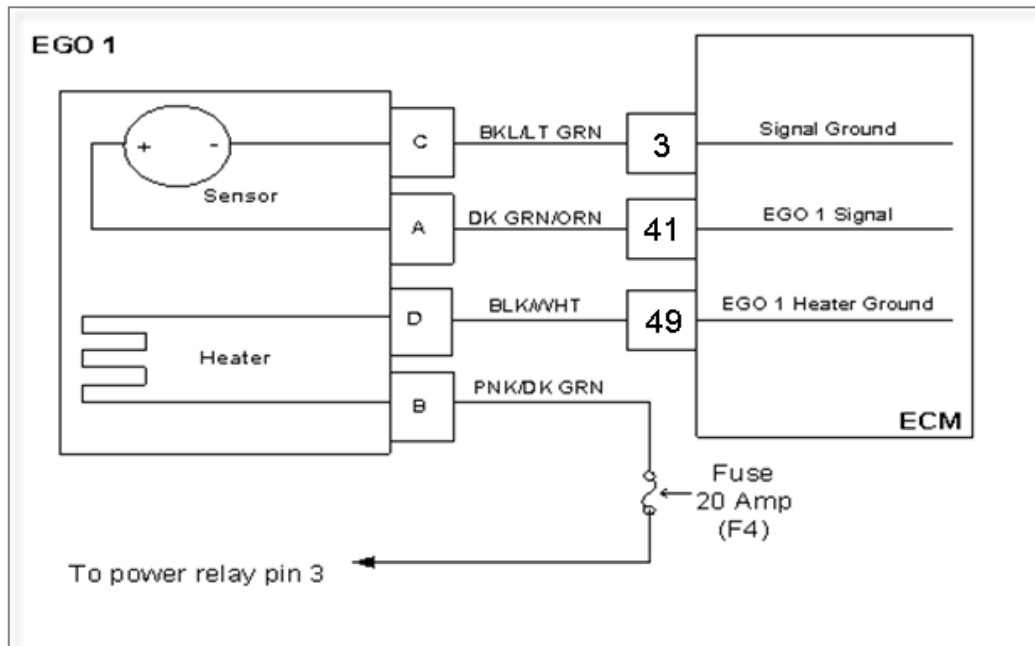 EGO 1
C
BKL/LT GRN
3
Signal Ground
+
-
Sensor
A
DK GRN/ORN
41
EGO 1 Signal
D
BLK/WHT
49
EGO 1 Heater Ground
Heater
B
PNK/DK GRN
ECM
Fuse
20 Amp
(F4)
To power relay pin 3